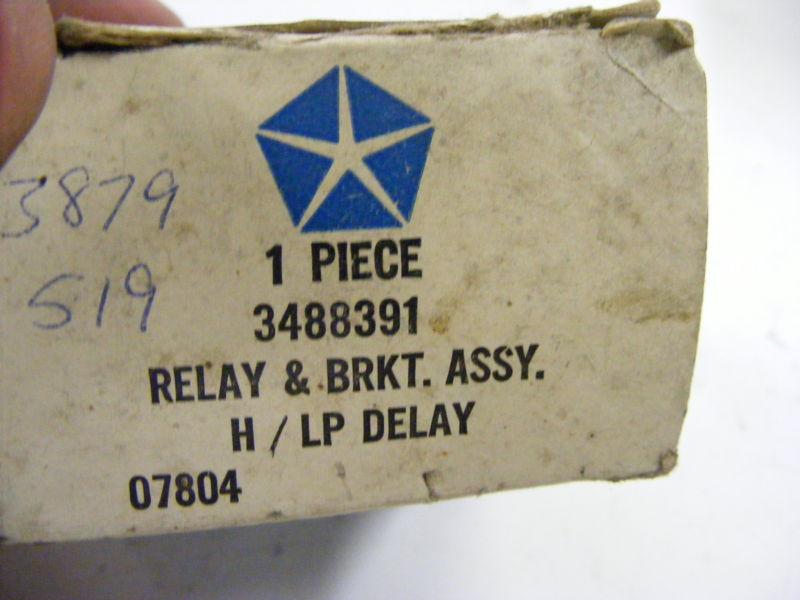 3879
519
1 PIECE
3488391
RELAY & BRKT. ASSY.
H / LP DELAY
07804